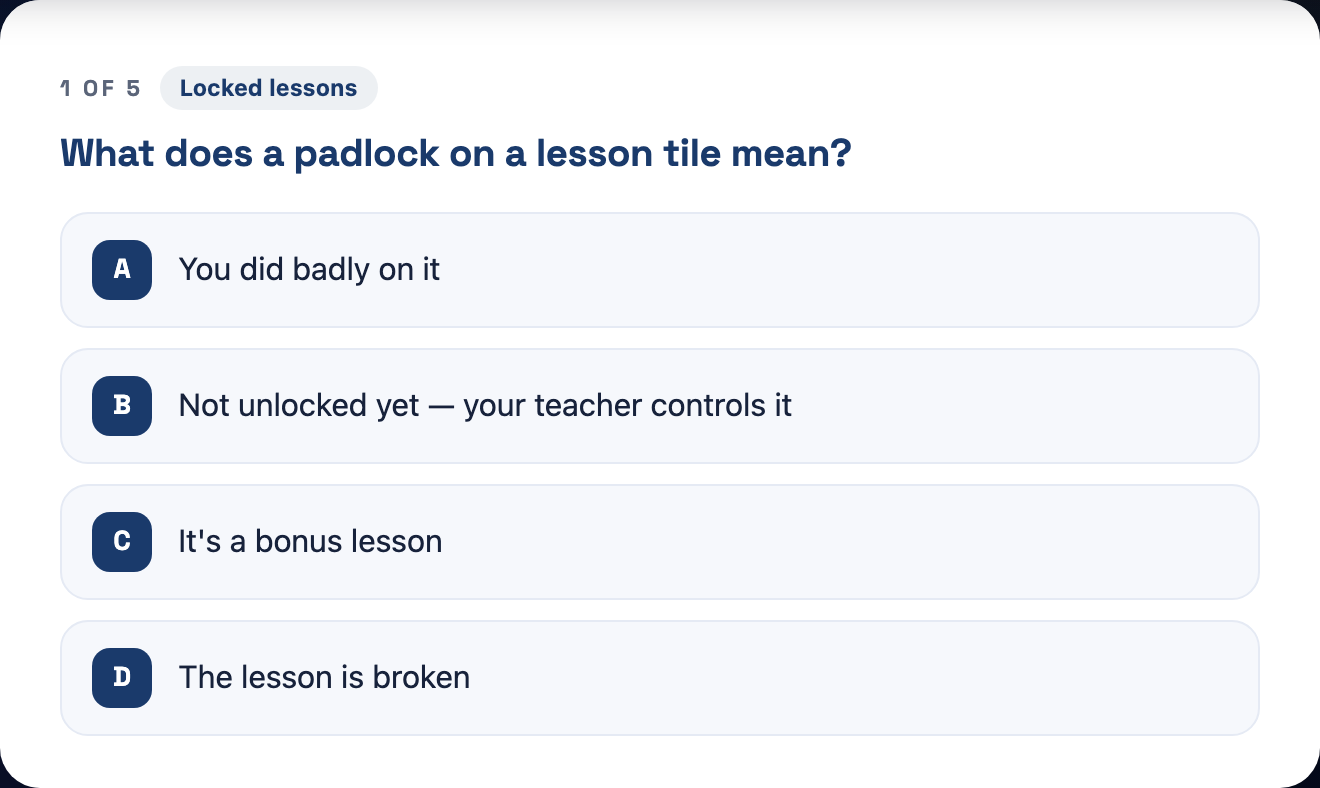 1 OF 5 Locked lessons
What does a padlock on a lesson tile mean?
A You did badly on it
B Not unlocked yet — your teacher controls it
C It's a bonus lesson
D The lesson is broken